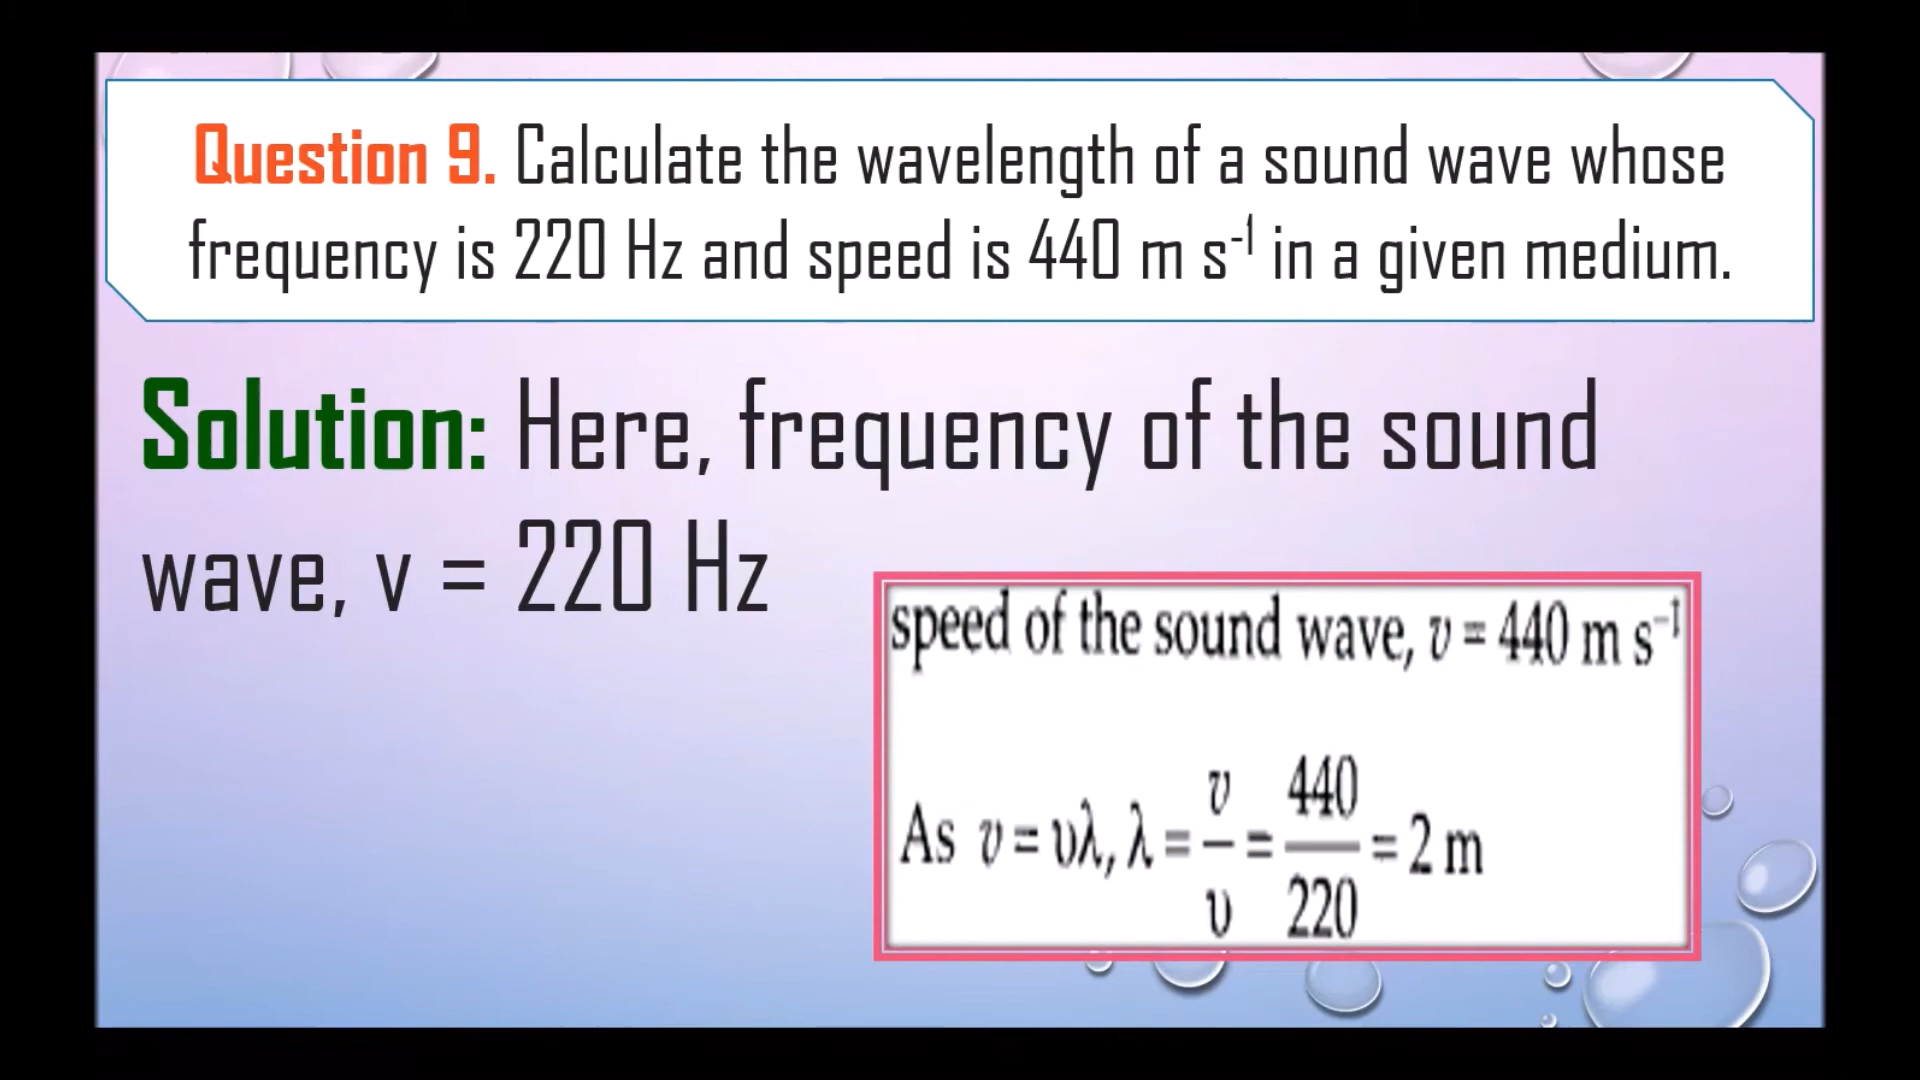 Question 9. Calculate the wavelength of a sound wave whose
frequency is 220 Hz and speed is 440 m s⁻¹ in a given medium.
Solution: Here, frequency of the sound
wave, v = 220 Hz
speed of the sound wave, v = 440 m s⁻¹
As v = υλ, λ = v/υ = 440/220 = 2 m